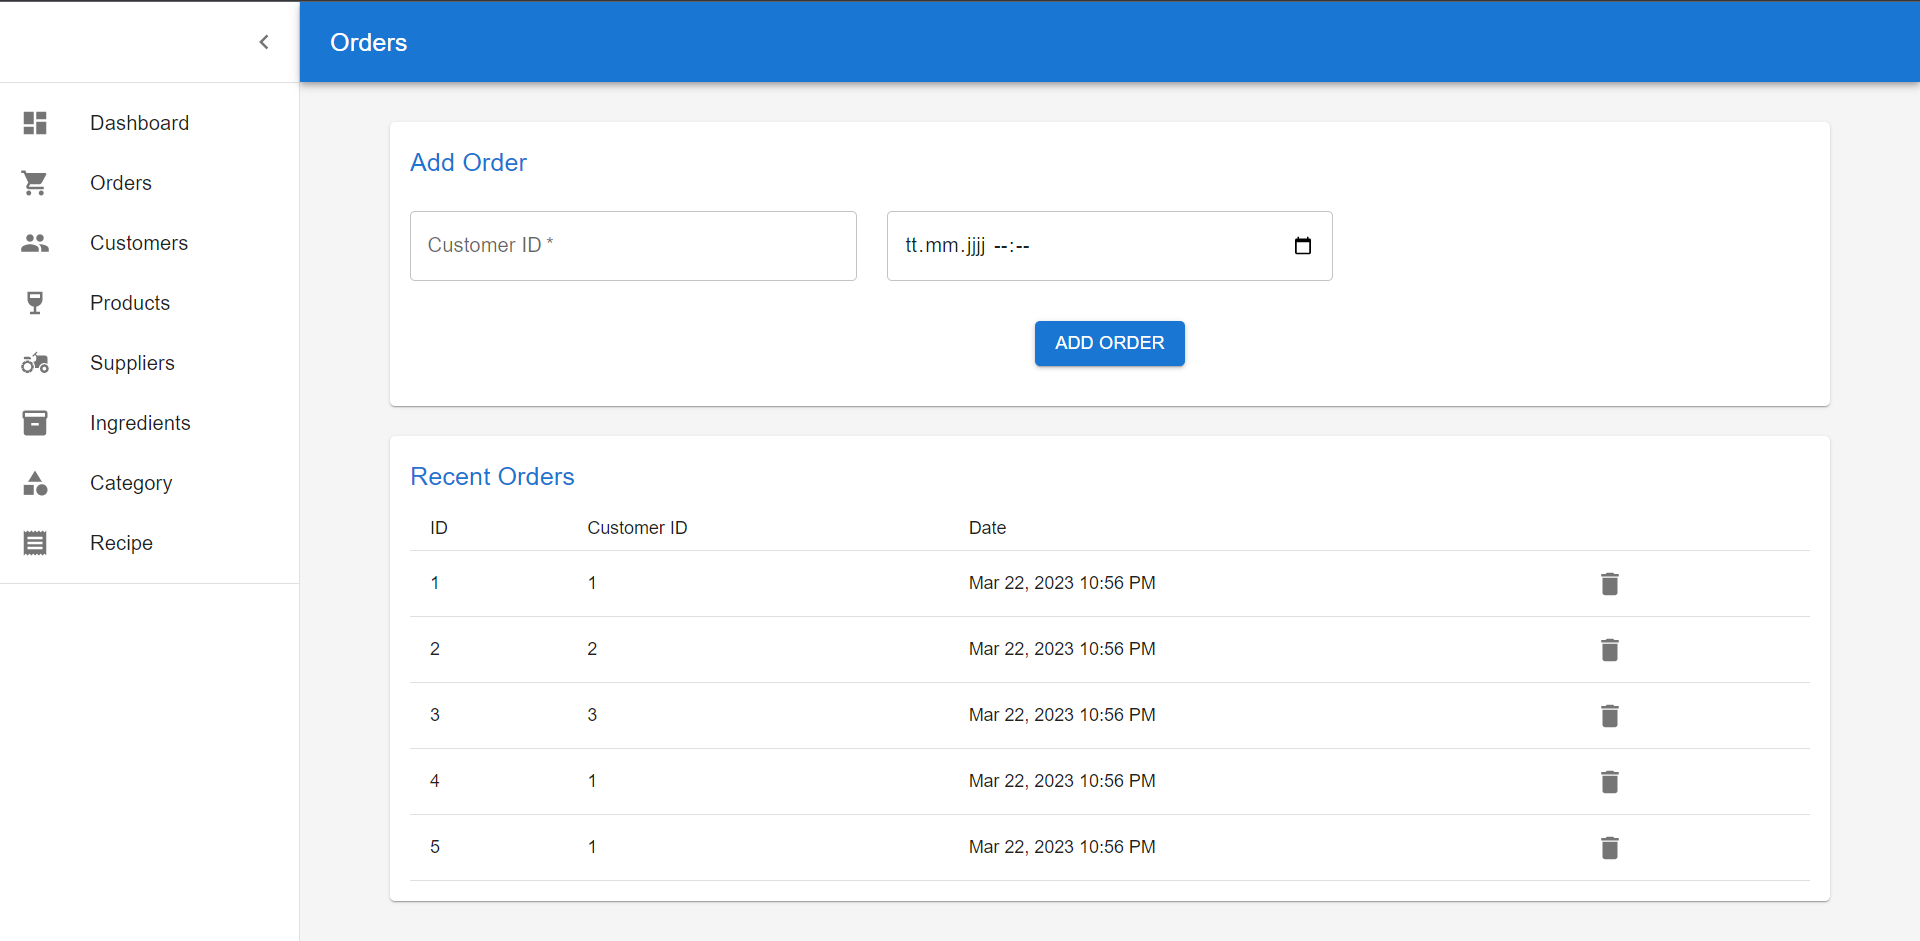 Orders
Dashboard
Orders
Customers
Products
Suppliers
Ingredients
Category
Recipe
Add Order
Customer ID *
tt.mm.jjjj --:--
ADD ORDER
Recent Orders
ID Customer ID Date
1 1 Mar 22, 2023 10:56 PM
2 2 Mar 22, 2023 10:56 PM
3 3 Mar 22, 2023 10:56 PM
4 1 Mar 22, 2023 10:56 PM
5 1 Mar 22, 2023 10:56 PM